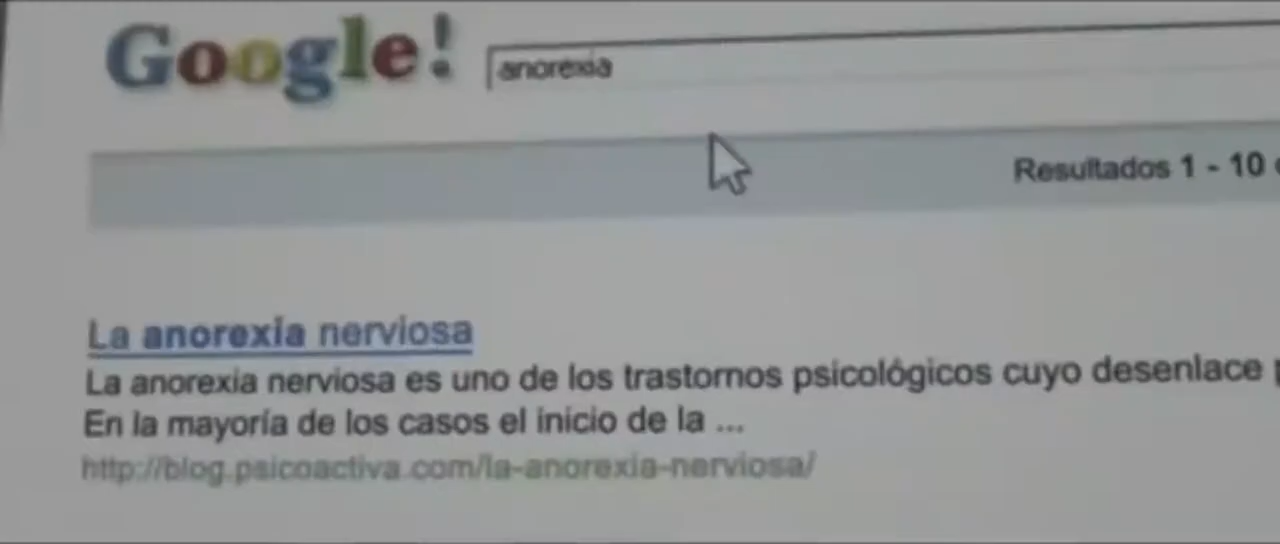 Google!
anorexia
Resultados 1 - 10
La anorexia nerviosa
La anorexia nerviosa es uno de los trastornos psicológicos cuyo desenlace
En la mayoría de los casos el inicio de la ...
http://blog.psicoactiva.com/la-anorexia-nerviosa/